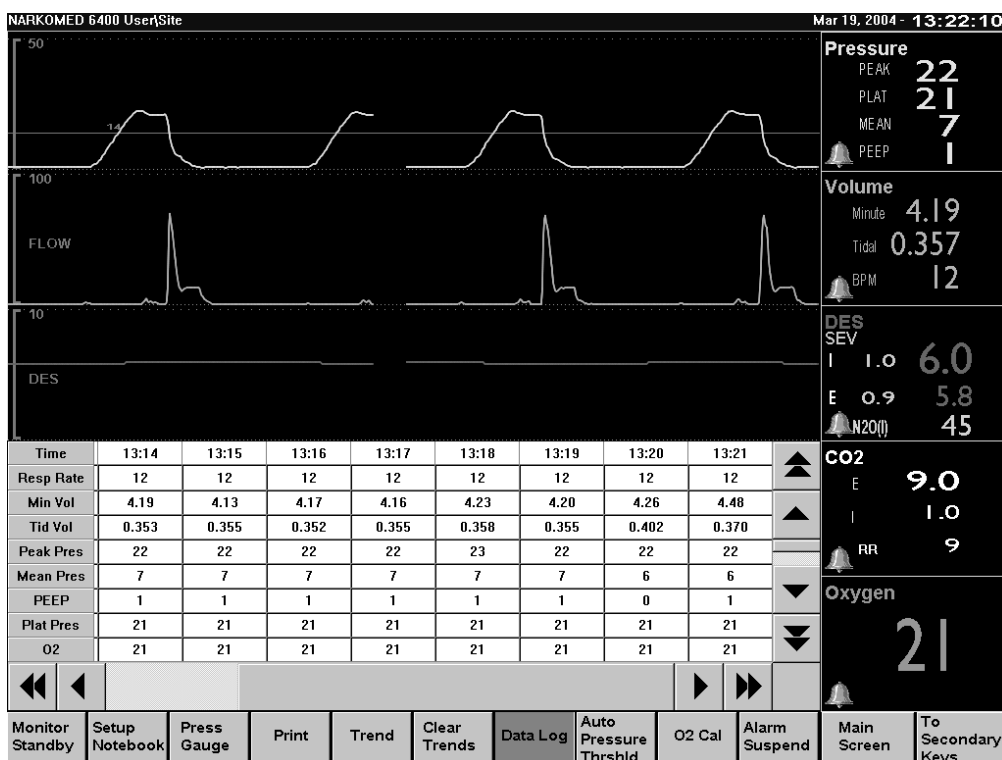 NARKOMED 6400 User\Site
Mar 19, 2004 - 13:22:10
50
14
100
FLOW
10
DES
Pressure
PEAK 22
PLAT 21
MEAN 7
PEEP 1
Volume
Minute 4.19
Tidal 0.357
BPM 12
DES
SEV
I 1.0 6.0
E 0.9 5.8
N2O(I) 45
CO2
E 9.0
I 1.0
RR 9
Oxygen
21
Time 13:14 13:15 13:16 13:17 13:18 13:19 13:20 13:21
Resp Rate 12 12 12 12 12 12 12 12
Min Vol 4.19 4.13 4.17 4.16 4.23 4.20 4.26 4.48
Tid Vol 0.353 0.355 0.352 0.355 0.358 0.355 0.402 0.370
Peak Pres 22 22 22 22 23 22 22 22
Mean Pres 7 7 7 7 7 7 6 6
PEEP 1 1 1 1 1 1 0 1
Plat Pres 21 21 21 21 21 21 21 21
O2 21 21 21 21 21 21 21 21
Monitor Standby
Setup Notebook
Press Gauge
Print
Trend
Clear Trends
Data Log
Auto Pressure Thrshld
O2 Cal
Alarm Suspend
Main Screen
To Secondary Keys